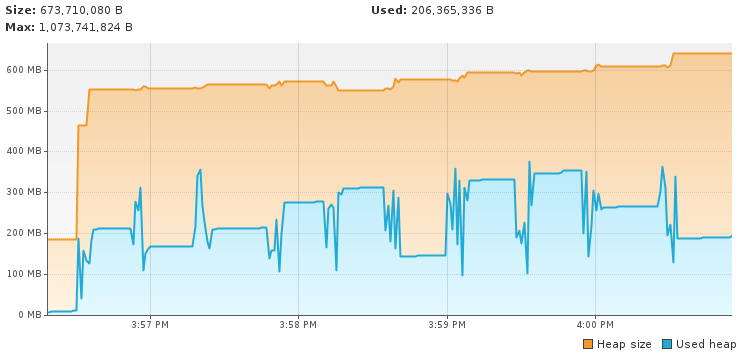 Size: 673,710,080 B Used: 206,365,336 B
Max: 1,073,741,824 B
600 MB
500 MB
400 MB
300 MB
200 MB
100 MB
0 MB
3:57 PM 3:58 PM 3:59 PM 4:00 PM
Heap size Used heap